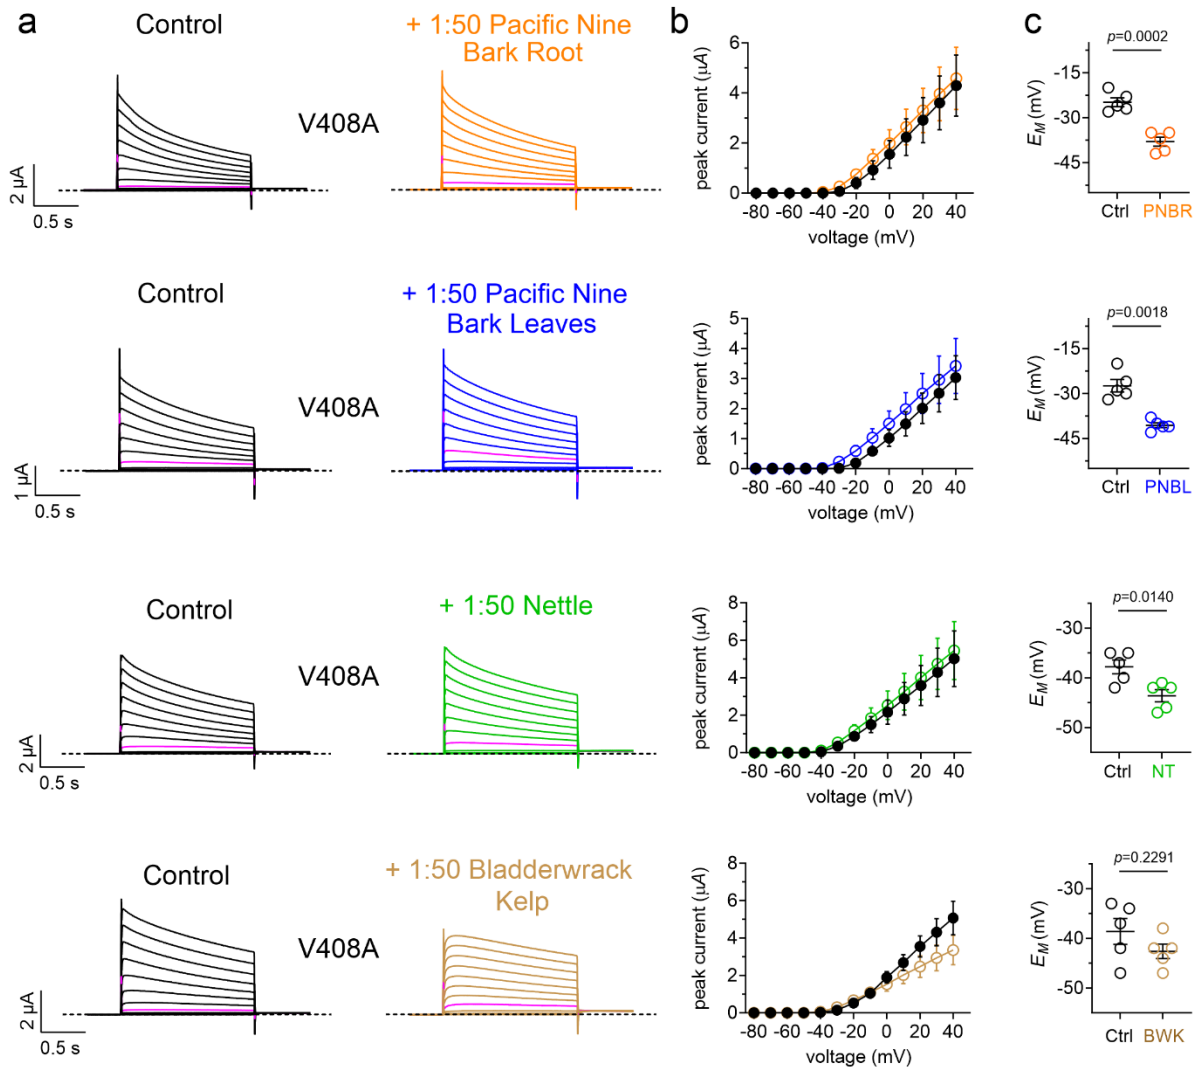 a
Control
+ 1:50 Pacific Nine
Bark Root
V408A
2 µA
0.5 s
b
6
4
2
0
-80 -60 -40 -20 0 20 40
voltage (mV)
peak current (µA)
c
p=0.0002
-15
-30
-45
EM (mV)
Ctrl PNBR
Control
+ 1:50 Pacific Nine
Bark Leaves
V408A
1 µA
0.5 s
5
4
3
2
1
0
-80 -60 -40 -20 0 20 40
voltage (mV)
peak current (µA)
p=0.0018
-15
-30
-45
EM (mV)
Ctrl PNBL
Control
+ 1:50 Nettle
V408A
2 µA
0.5 s
8
6
4
2
0
-80 -60 -40 -20 0 20 40
voltage (mV)
peak current (µA)
p=0.0140
-30
-40
-50
EM (mV)
Ctrl NT
Control
+ 1:50 Bladderwrack
Kelp
V408A
2 µA
0.5 s
8
6
4
2
0
-80 -60 -40 -20 0 20 40
voltage (mV)
peak current (µA)
p=0.2291
-30
-40
-50
EM (mV)
Ctrl BWK